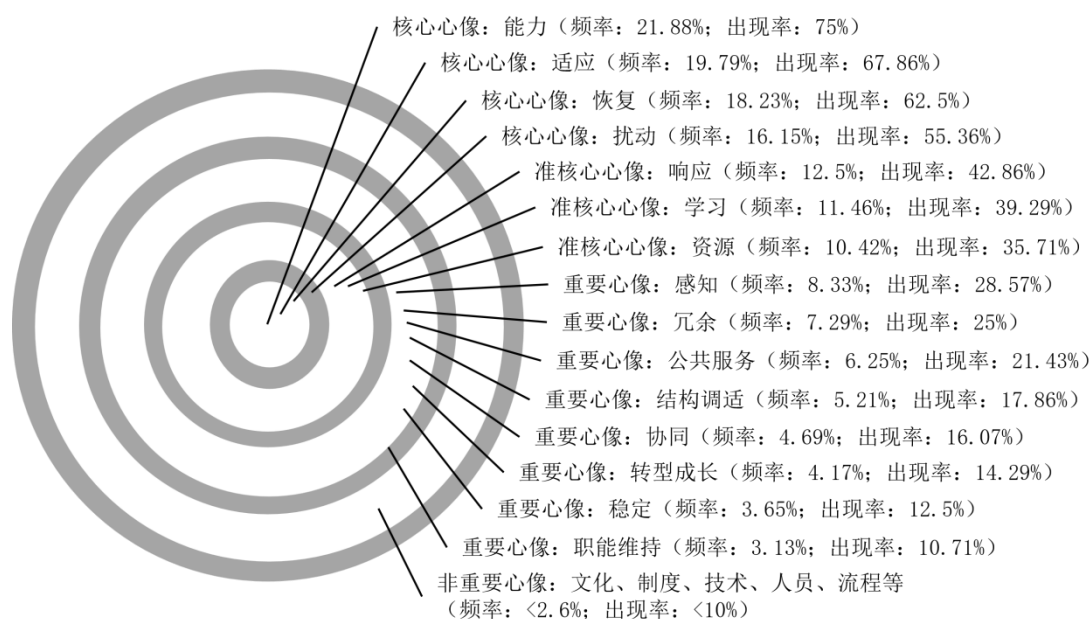 核心心像：能力（频率：21.88%；出现率：75%）
核心心像：适应（频率：19.79%；出现率：67.86%）
核心心像：恢复（频率：18.23%；出现率：62.5%）
核心心像：扰动（频率：16.15%；出现率：55.36%）
准核心心像：响应（频率：12.5%；出现率：42.86%）
准核心心像：学习（频率：11.46%；出现率：39.29%）
准核心心像：资源（频率：10.42%；出现率：35.71%）
重要心像：感知（频率：8.33%；出现率：28.57%）
重要心像：冗余（频率：7.29%；出现率：25%）
重要心像：公共服务（频率：6.25%；出现率：21.43%）
重要心像：结构调适（频率：5.21%；出现率：17.86%）
重要心像：协同（频率：4.69%；出现率：16.07%）
重要心像：转型成长（频率：4.17%；出现率：14.29%）
重要心像：稳定（频率：3.65%；出现率：12.5%）
重要心像：职能维持（频率：3.13%；出现率：10.71%）
非重要心像：文化、制度、技术、人员、流程等
（频率：<2.6%；出现率：<10%）